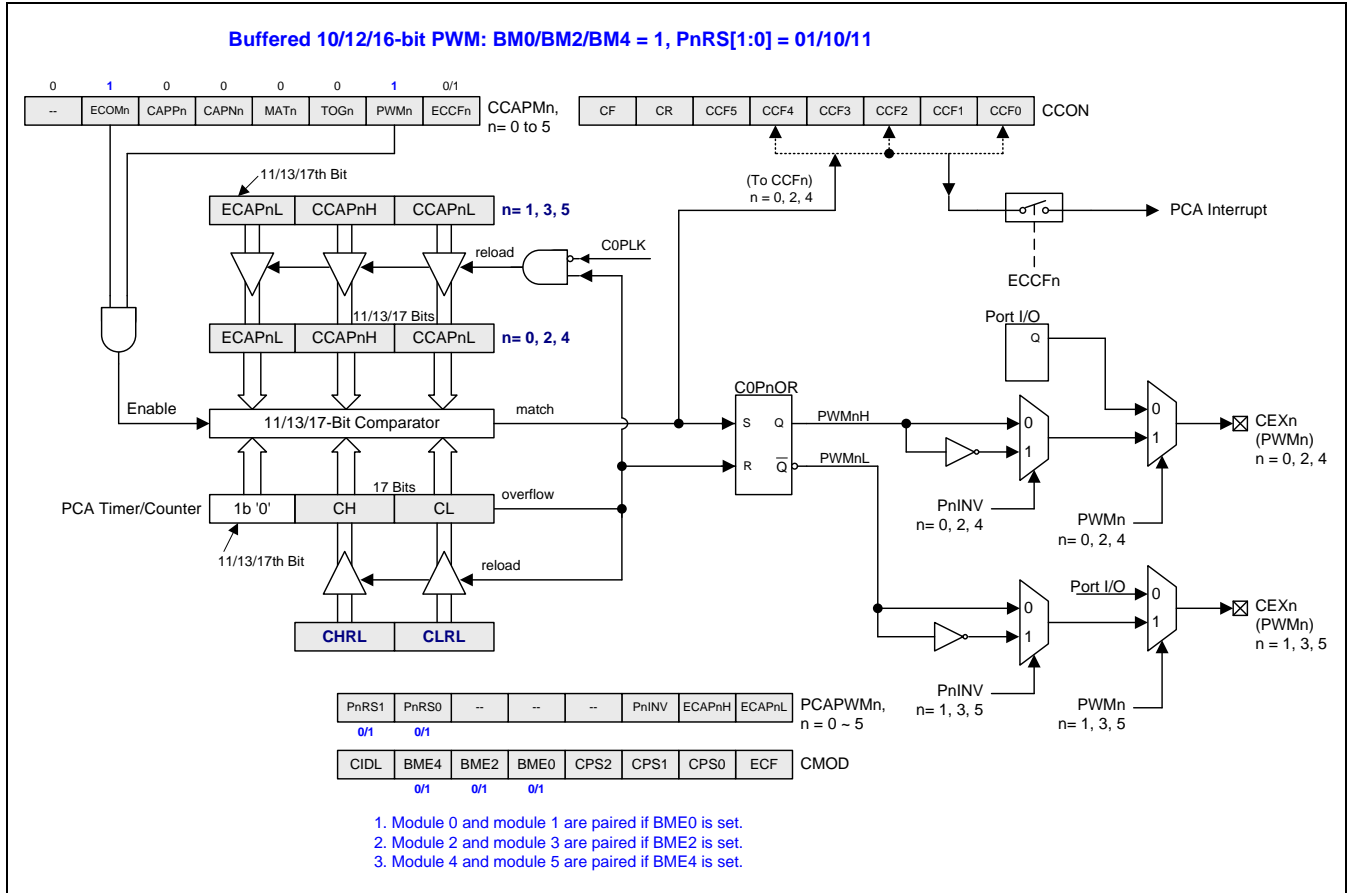 Buffered 10/12/16-bit PWM: BM0/BM2/BM4 = 1, PnRS[1:0] = 01/10/11
0 1 0 0 0 0 1 0/1
-- ECOMn CAPPn CAPNn MATn TOGn PWMn ECCFn
CCAPMn,
n= 0 to 5
CF CR CCF5 CCF4 CCF3 CCF2 CCF1 CCF0 CCON
11/13/17th Bit
ECAPnL CCAPnH CCAPnL n= 1, 3, 5
(To CCFn)
n = 0, 2, 4
PCA Interrupt
ECCFn
reload
C0PLK
11/13/17 Bits
ECAPnL CCAPnH CCAPnL n= 0, 2, 4
Port I/O
Q
Enable
11/13/17-Bit Comparator
match
C0PnOR
S Q
R Q
PWMnH
PWMnL
0
1
0
1
CEXn
(PWMn)
n = 0, 2, 4
PnINV
n= 0, 2, 4
PWMn
n= 0, 2, 4
17 Bits
PCA Timer/Counter
1b '0' CH CL
overflow
11/13/17th Bit
reload
CHRL CLRL
Port I/O
0
1
0
1
CEXn
(PWMn)
n = 1, 3, 5
PnINV
n= 1, 3, 5
PWMn
n= 1, 3, 5
PnRS1 PnRS0 -- -- -- PnINV ECAPnH ECAPnL
PCAPWMn,
n = 0 ~ 5
0/1 0/1
CIDL BME4 BME2 BME0 CPS2 CPS1 CPS0 ECF CMOD
0/1 0/1 0/1
1. Module 0 and module 1 are paired if BME0 is set.
2. Module 2 and module 3 are paired if BME2 is set.
3. Module 4 and module 5 are paired if BME4 is set.